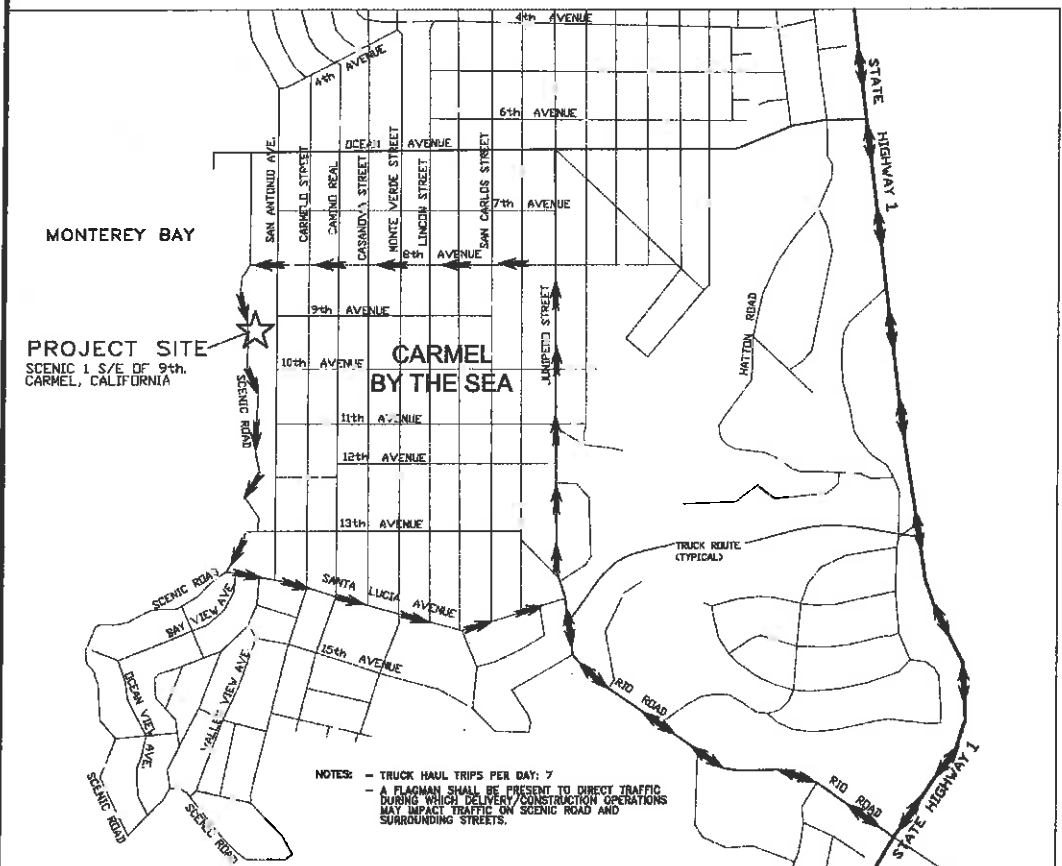 4th AVENUE
4th AVENUE
STATE HIGHWAY 1
6th AVENUE
OCEAN AVENUE
SAN ANTONIO AVE.
CARMELO STREET
CAMINO REAL
CASANOVA STREET
MONTE VERDE STREET
LINCON STREET
SAN CARLOS STREET
7th AVENUE
MONTEREY BAY
8th AVENUE
9th AVENUE
JUNIPERO STREET
HATTON ROAD
PROJECT SITE
SCENIC 1 S/E OF 9th.
CARMEL, CALIFORNIA
CARMEL
BY THE SEA
10th AVENUE
SCENIC ROAD
11th AVENUE
12th AVENUE
13th AVENUE
TRUCK ROUTE
(TYPICAL)
SCENIC ROAD
SANTA LUCIA AVENUE
BAY VIEW AVE
15th AVENUE
OCEAN VIEW AVE.
VALLEY VIEW AVE.
RIO ROAD
SCENIC ROAD
SCENIC ROAD
RIO ROAD
STATE HIGHWAY 1
NOTES: - TRUCK HAUL TRIPS PER DAY: 7
- A FLAGMAN SHALL BE PRESENT TO DIRECT TRAFFIC
DURING WHICH DELIVERY/CONSTRUCTION OPERATIONS
MAY IMPACT TRAFFIC ON SCENIC ROAD AND
SURROUNDING STREETS.